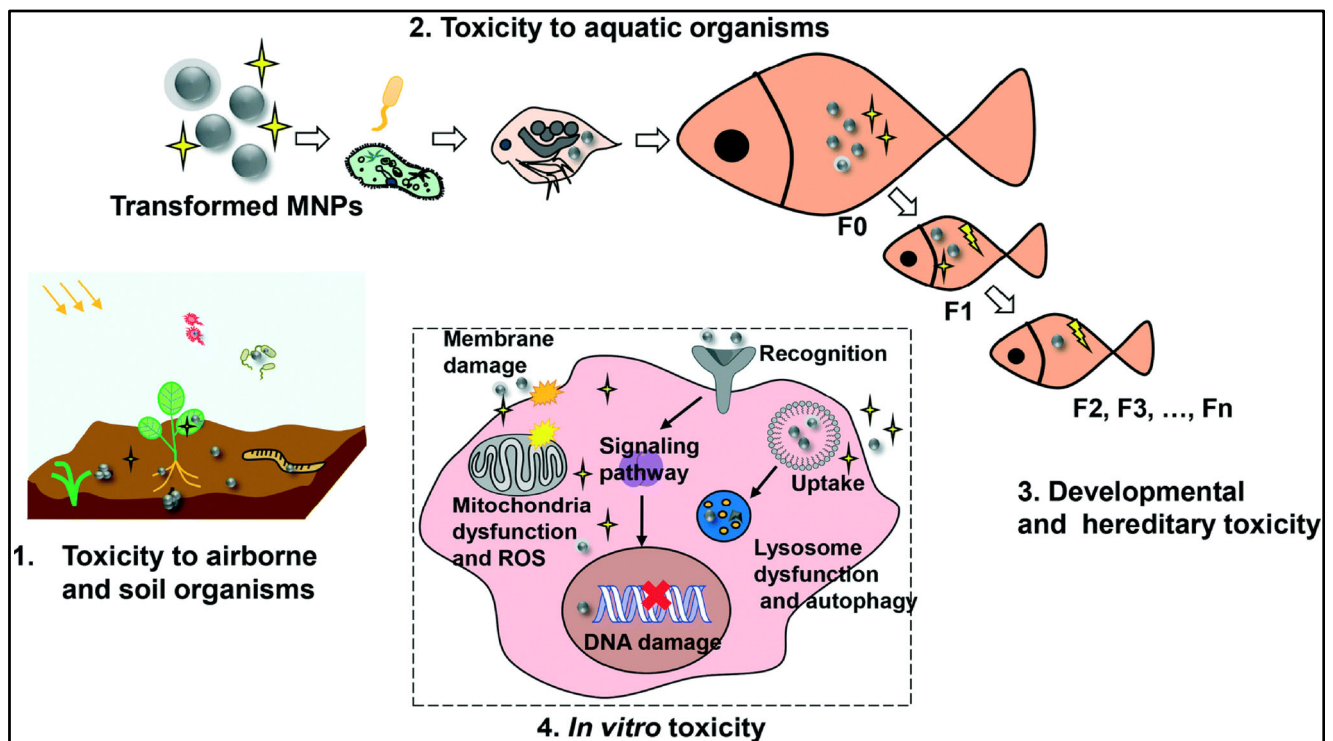 2. Toxicity to aquatic organisms
Transformed MNPs
F0
F1
F2, F3, …, Fn
3. Developmental
and hereditary toxicity
1. Toxicity to airborne
and soil organisms
Membrane
damage
Recognition
Signaling
pathway
Uptake
Mitochondria
dysfunction
and ROS
Lysosome
dysfunction
and autophagy
DNA damage
4. In vitro toxicity